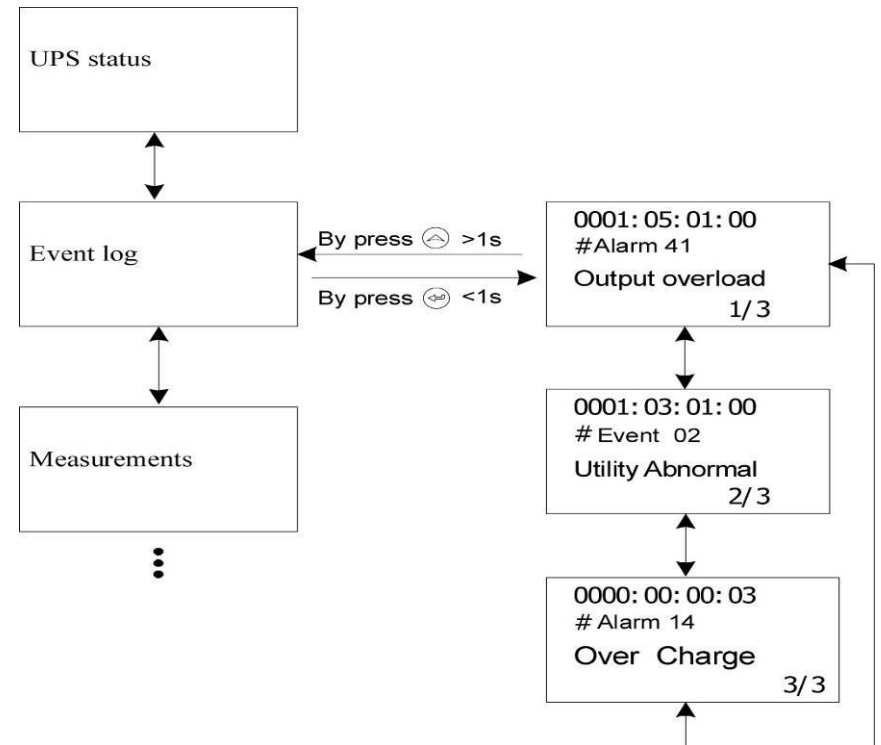 UPS status
Event log
By press >1s
By press <1s
Measurements
0001:05:01:00
#Alarm 41
Output overload
1/3
0001:03:01:00
# Event 02
Utility Abnormal
2/3
0000:00:00:03
# Alarm 14
Over Charge
3/3